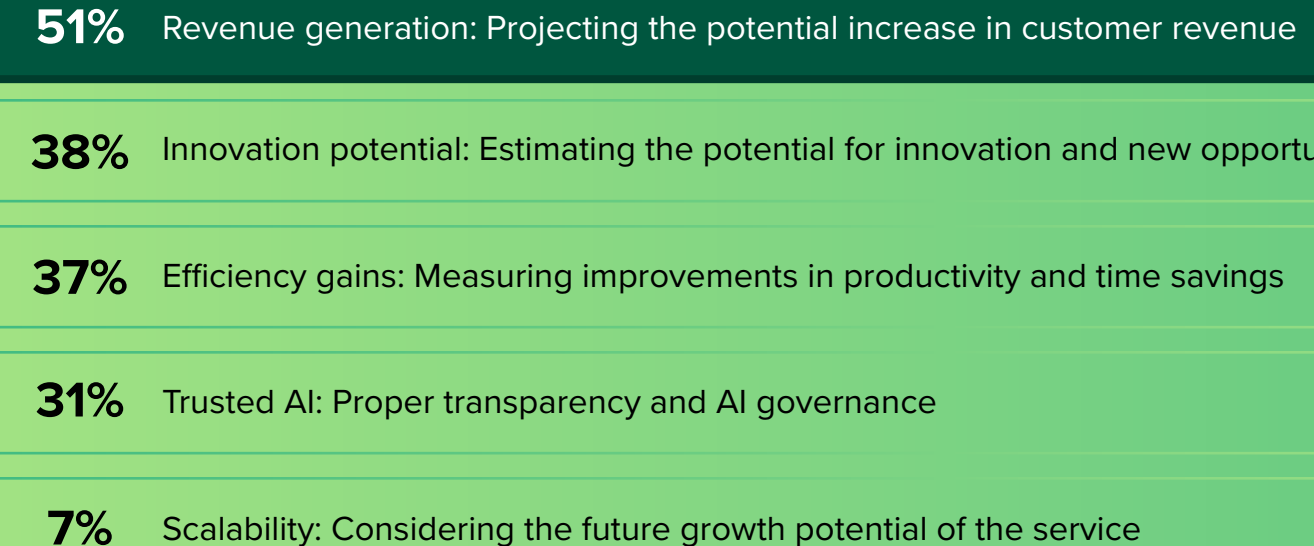 51% Revenue generation: Projecting the potential increase in customer revenue
38% Innovation potential: Estimating the potential for innovation and new
37% Efficiency gains: Measuring improvements in productivity and time savings
31% Trusted AI: Proper transparency and AI governance
7% Scalability: Considering the future growth potential of the service